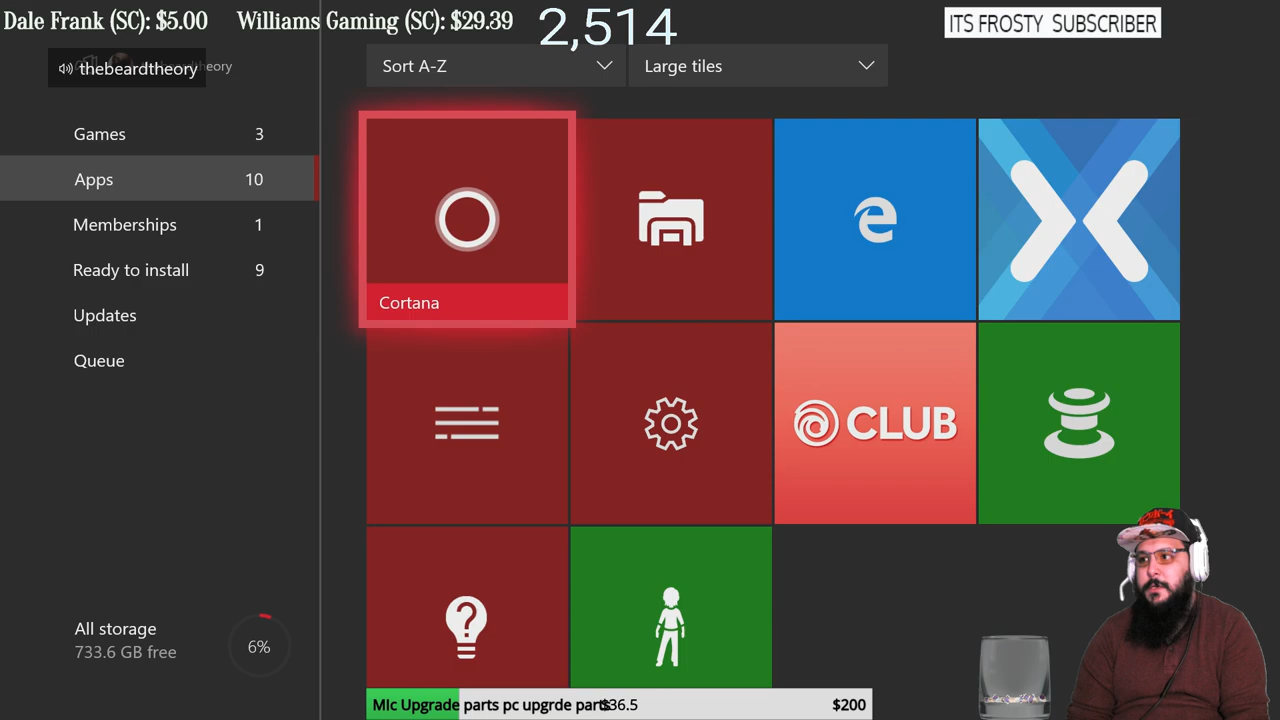 Dale Frank (SC): $5.00 Williams Gaming (SC): $29.39
2,514
ITS FROSTY SUBSCRIBER
thebeardtheory
Sort A-Z
Large tiles
Games 3
Apps 10
Memberships 1
Ready to install 9
Updates
Queue
Cortana
e
CLUB
?
All storage
733.6 GB free
6%
MIc Upgrade parts pc upgrde parts
$36.5
$200